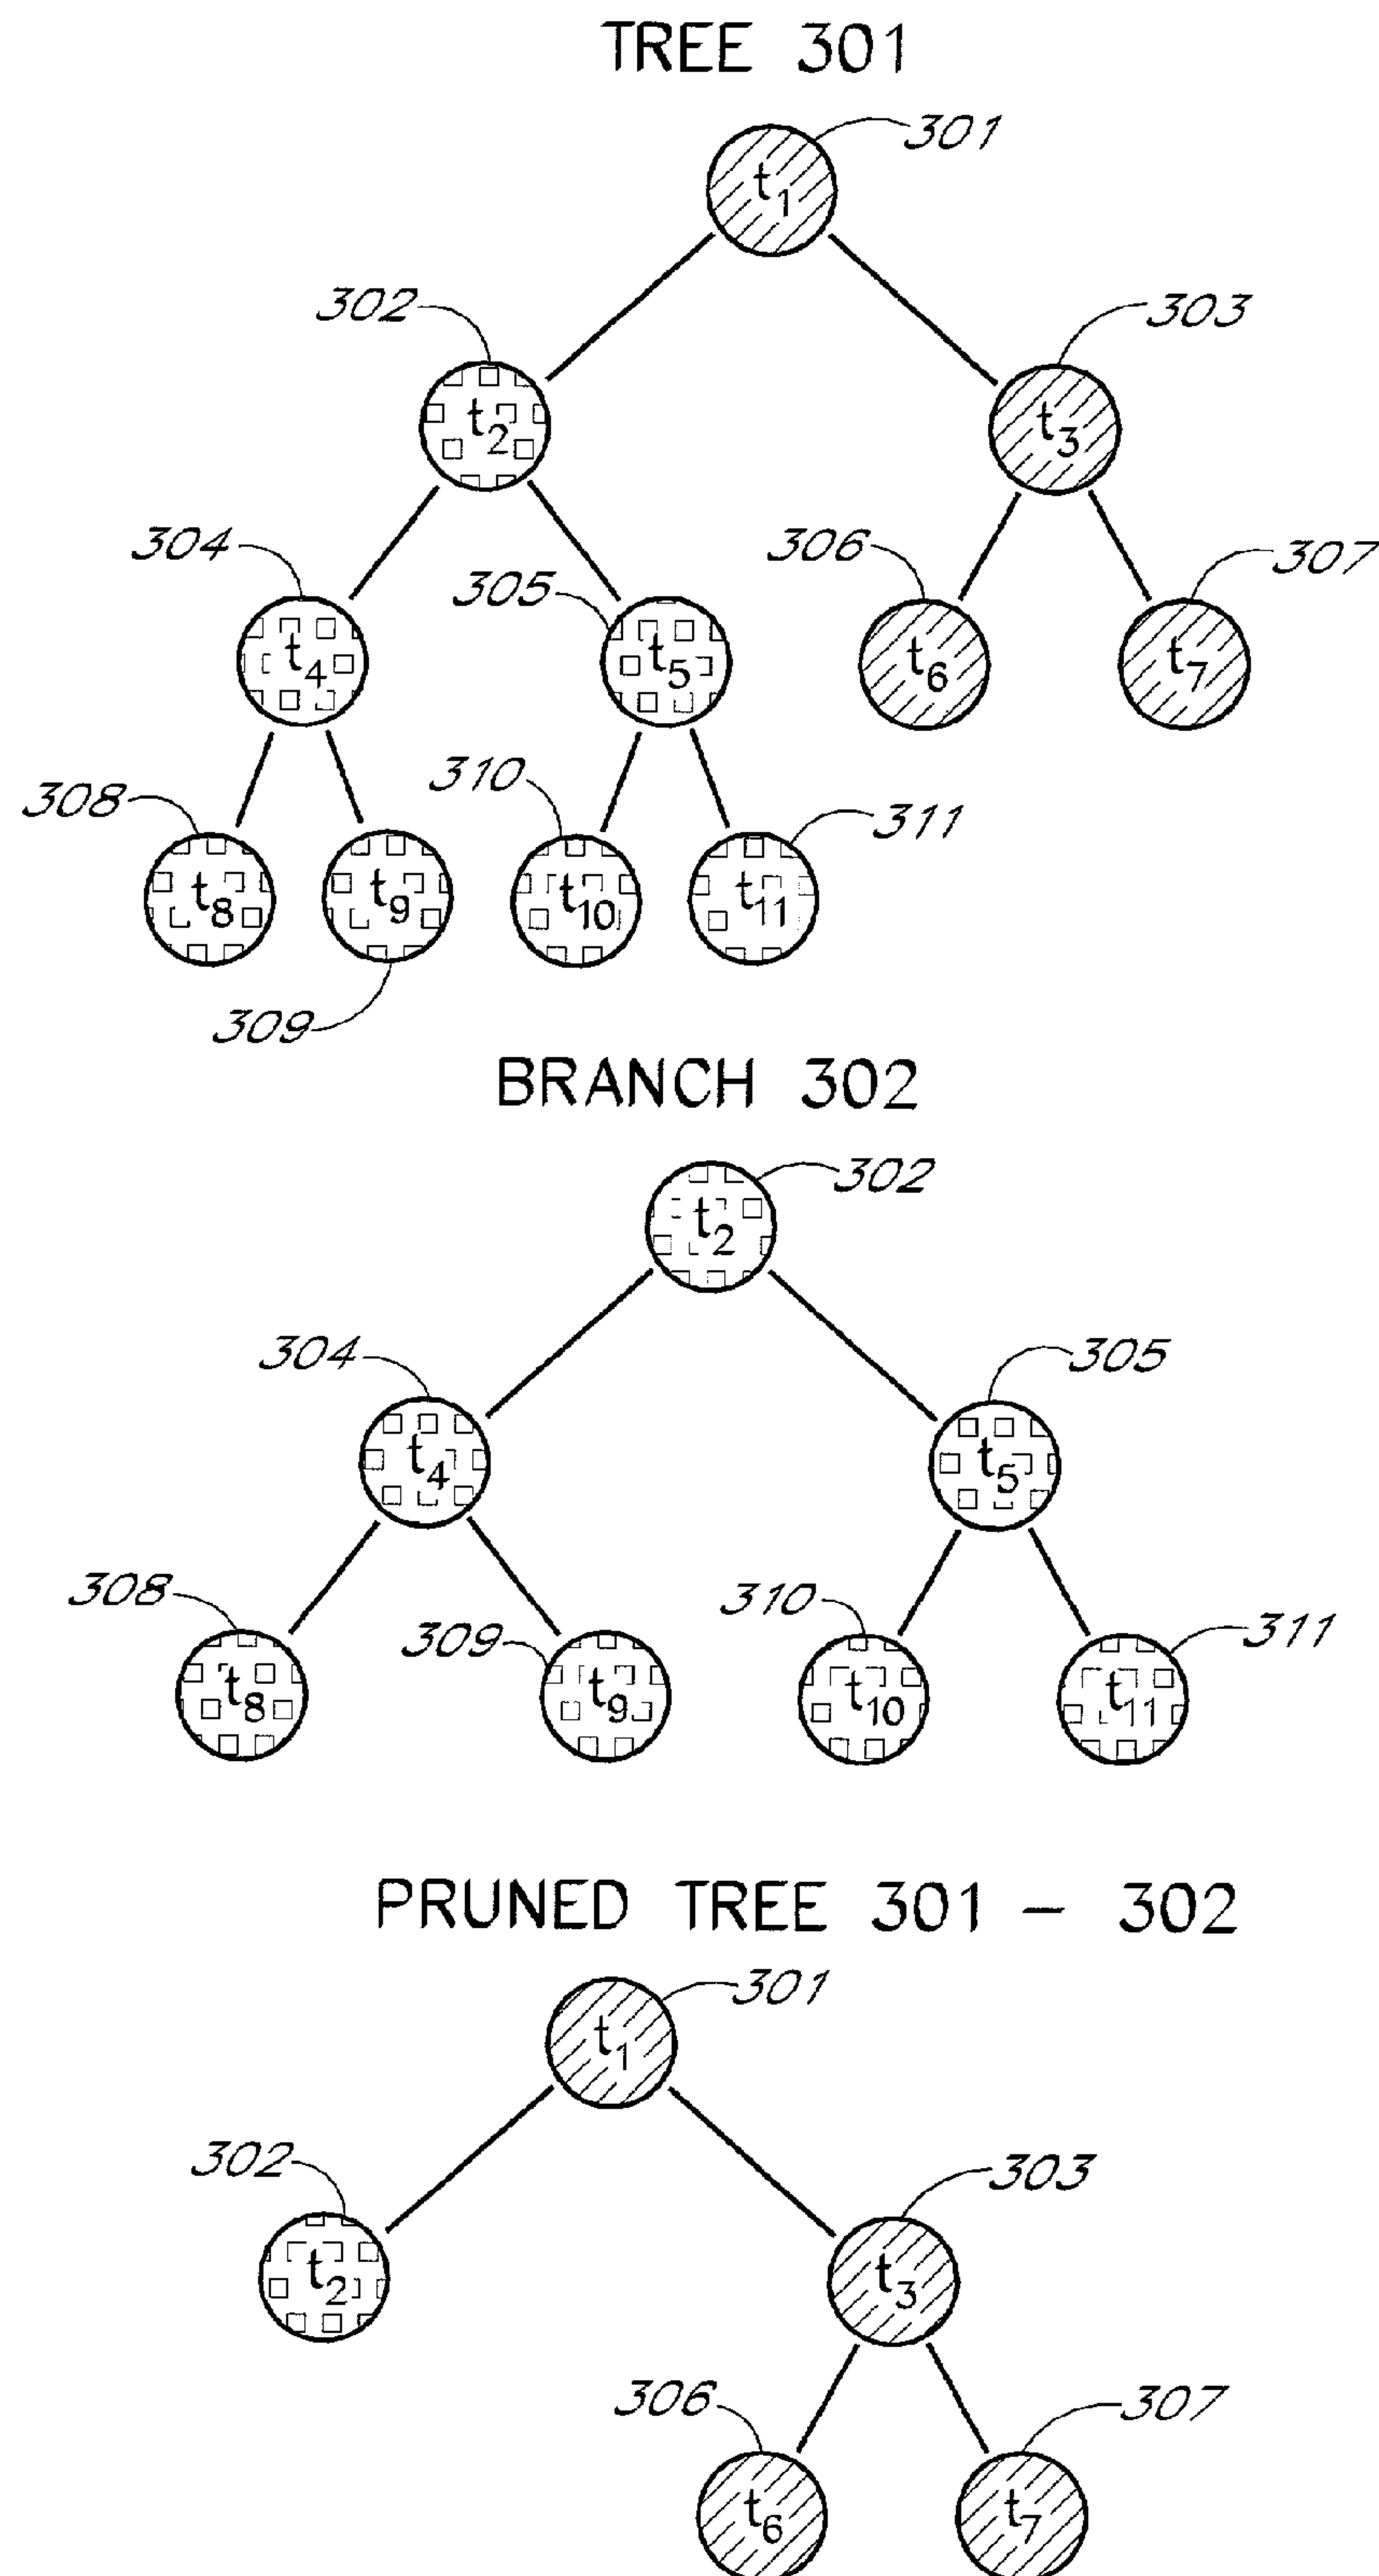 TREE 301
301
t1
302
303
t2
t3
304
305
306
307
t4
t5
t6
t7
308
310
311
t8
t9
t10
t11
309
BRANCH 302
302
t2
304
305
t4
t5
308
309
310
311
t8
t9
t10
t11
PRUNED TREE 301 – 302
301
t1
302
303
t2
t3
306
307
t6
t7